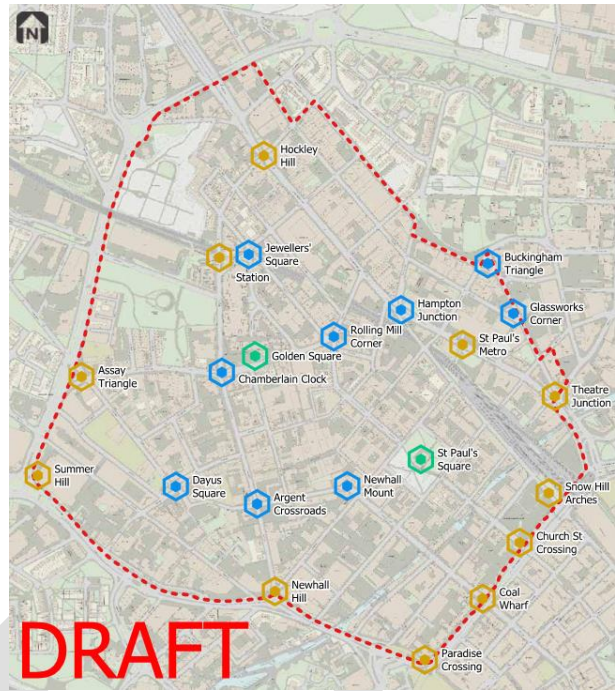 N
Hockley
Hill
Jewellers'
Square
Station
Buckingham
Triangle
Hampton
Junction
Glassworks
Corner
Rolling Mill
Corner
St Paul's
Metro
Golden Square
Chamberlain Clock
Assay
Triangle
Theatre
Junction
St Paul's
Square
Summer
Hill
Dayus
Square
Newhall
Mount
Argent
Crossroads
Snow Hill
Arches
Church St
Crossing
Newhall
Hill
Coal
Wharf
Paradise
Crossing
DRAFT